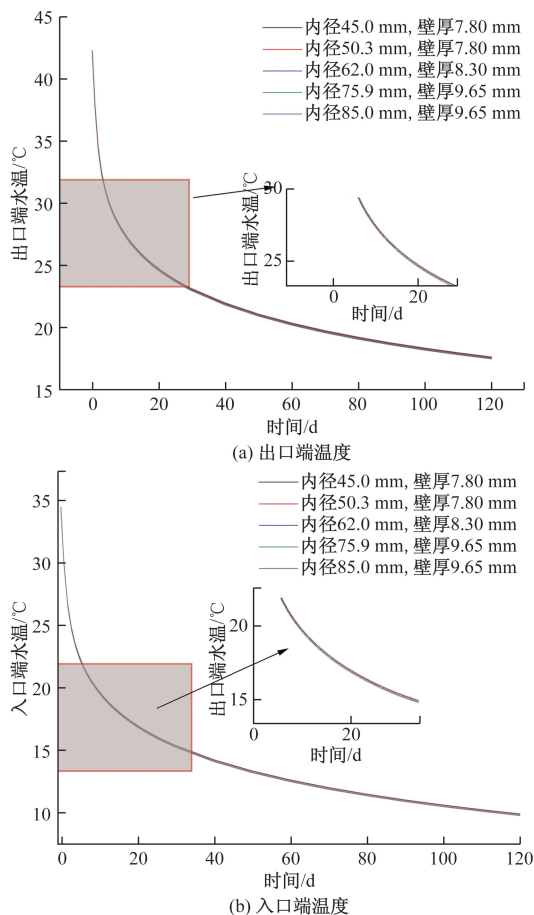 45
40
35
30
25
20
15
出口端水温/℃
内径45.0 mm, 壁厚7.80 mm
内径50.3 mm, 壁厚7.80 mm
内径62.0 mm, 壁厚8.30 mm
内径75.9 mm, 壁厚9.65 mm
内径85.0 mm, 壁厚9.65 mm
30
25
出口端水温/℃
0
20
时间/d
0
20
40
60
80
100
120
时间/d
(a) 出口端温度
35
30
25
20
15
10
入口端水温/℃
内径45.0 mm, 壁厚7.80 mm
内径50.3 mm, 壁厚7.80 mm
内径62.0 mm, 壁厚8.30 mm
内径75.9 mm, 壁厚9.65 mm
内径85.0 mm, 壁厚9.65 mm
20
15
出口端水温/℃
0
20
时间/d
0
20
40
60
80
100
120
时间/d
(b) 入口端温度